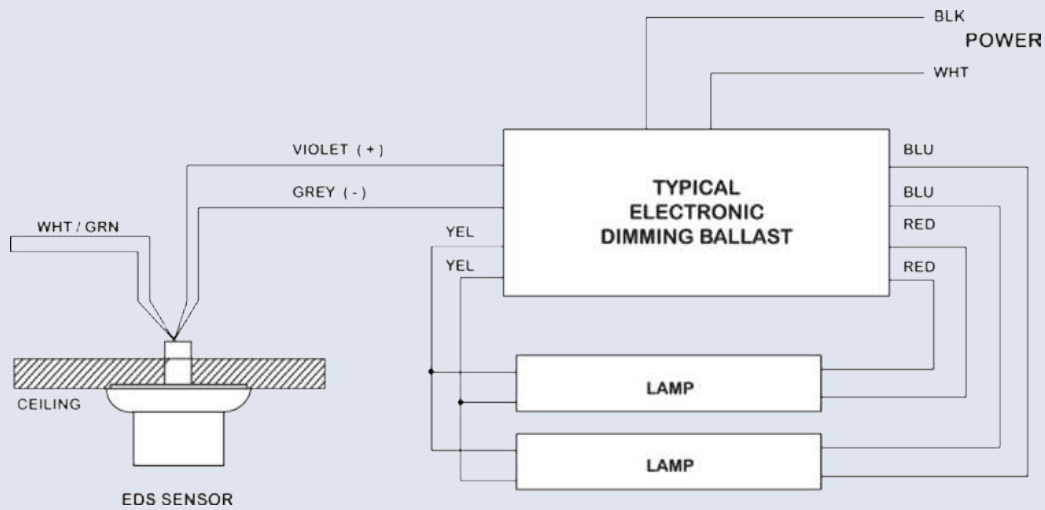 BLK
POWER
WHT
VIOLET ( + )
GREY ( - )
WHT / GRN
YEL
YEL
TYPICAL
ELECTRONIC
DIMMING BALLAST
BLU
BLU
RED
RED
LAMP
LAMP
CEILING
EDS SENSOR